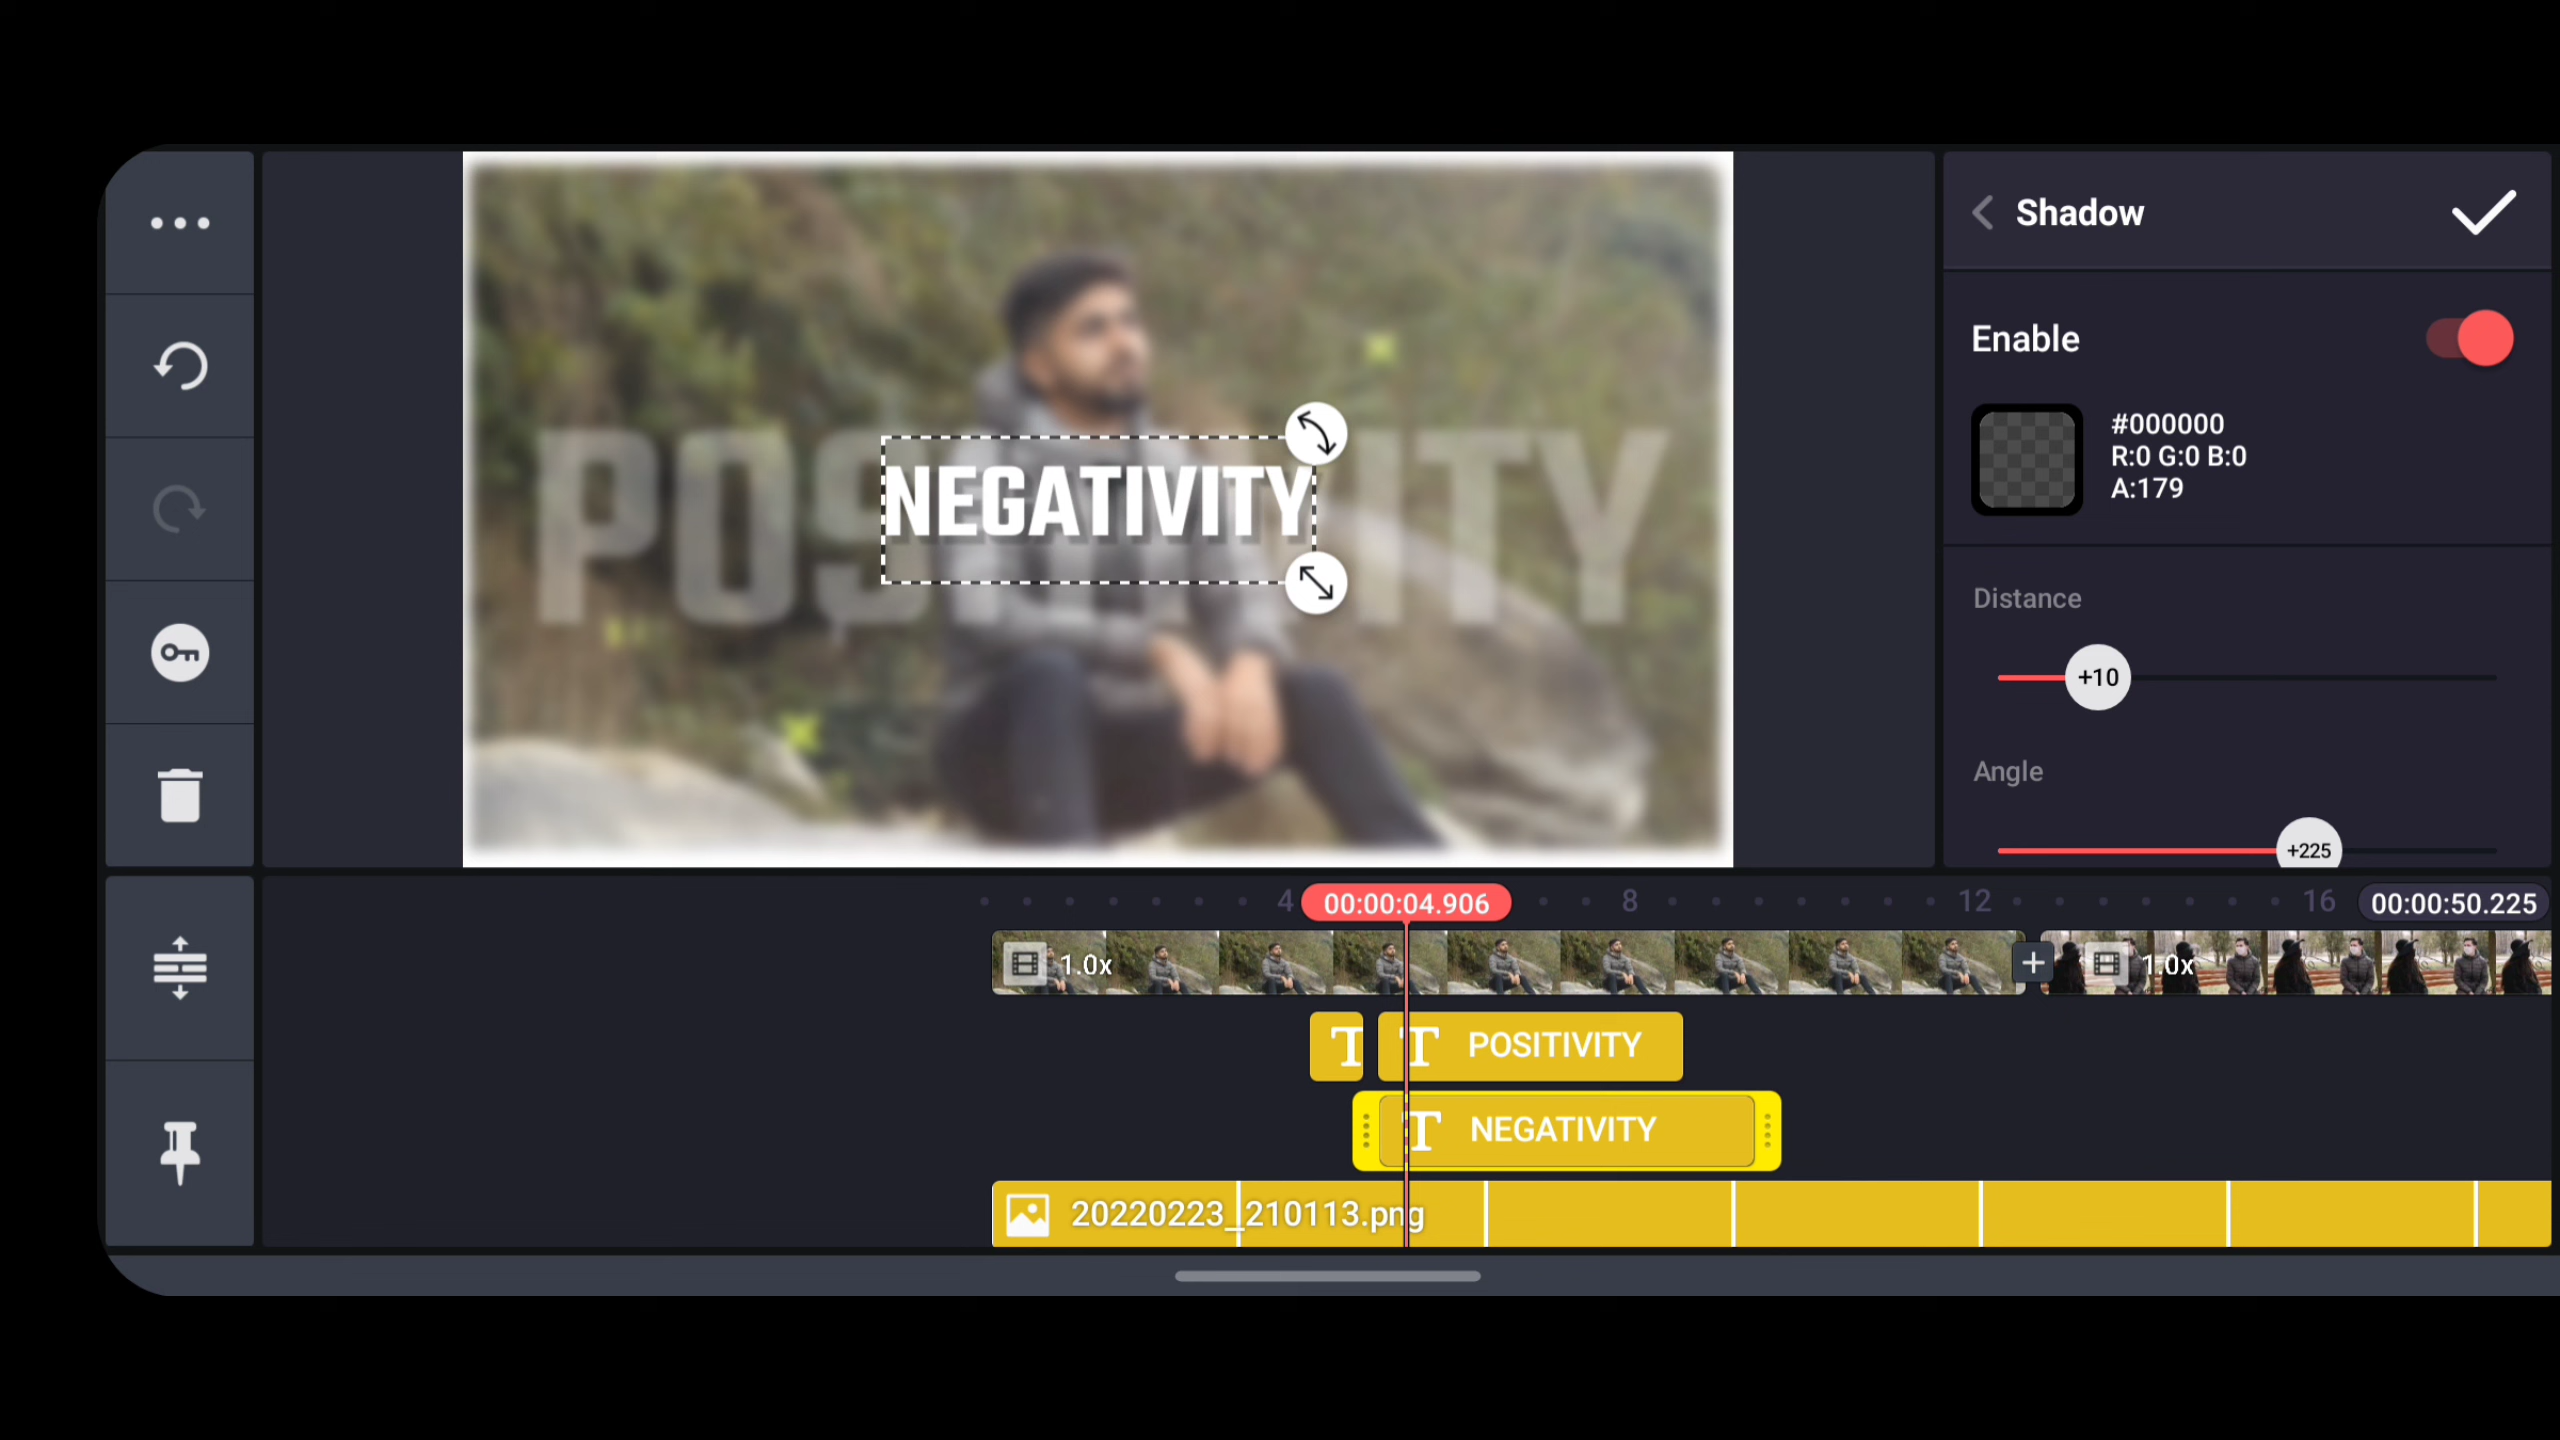 Shadow
Enable
#000000
R:0 G:0 B:0
A:179
POSITIVITY
NEGATIVITY
Distance
+10
Angle
+225
4
00:00:04.906
8
12
16
00:00:50.225
1.0x
1.0x
T
T POSITIVITY
T NEGATIVITY
20220223_210113.png